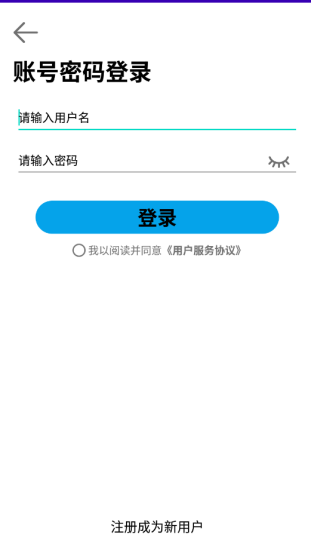 账号密码登录
请输入用户名
请输入密码
登录
我以阅读并同意《用户服务协议》
注册成为新用户